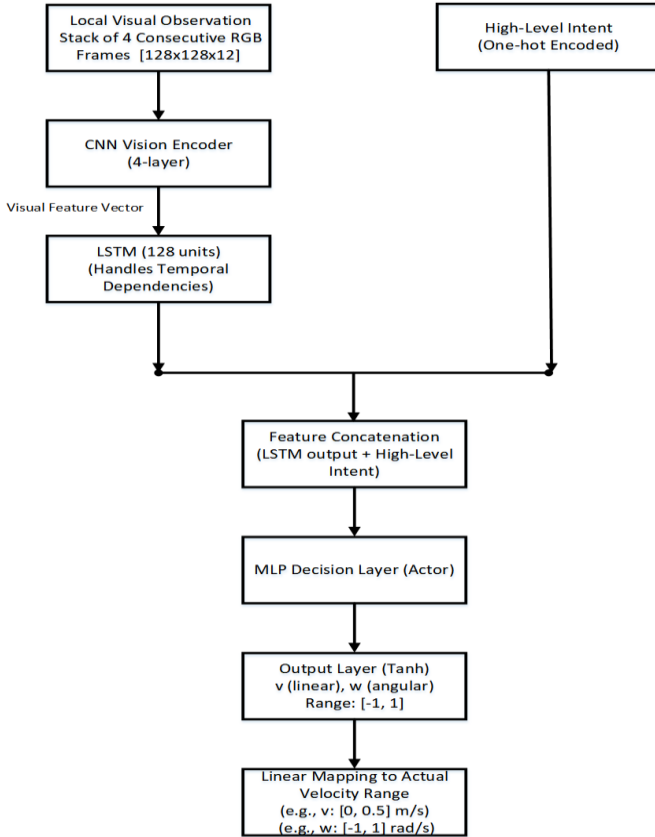 Local Visual Observation
Stack of 4 Consecutive RGB
Frames [128x128x12]
High-Level Intent
(One-hot Encoded)
CNN Vision Encoder
(4-layer)
Visual Feature Vector
LSTM (128 units)
(Handles Temporal
Dependencies)
Feature Concatenation
(LSTM output + High-Level
Intent)
MLP Decision Layer (Actor)
Output Layer (Tanh)
v (linear), w (angular)
Range: [-1, 1]
Linear Mapping to Actual
Velocity Range
(e.g., v: [0, 0.5] m/s)
(e.g., w: [-1, 1] rad/s)